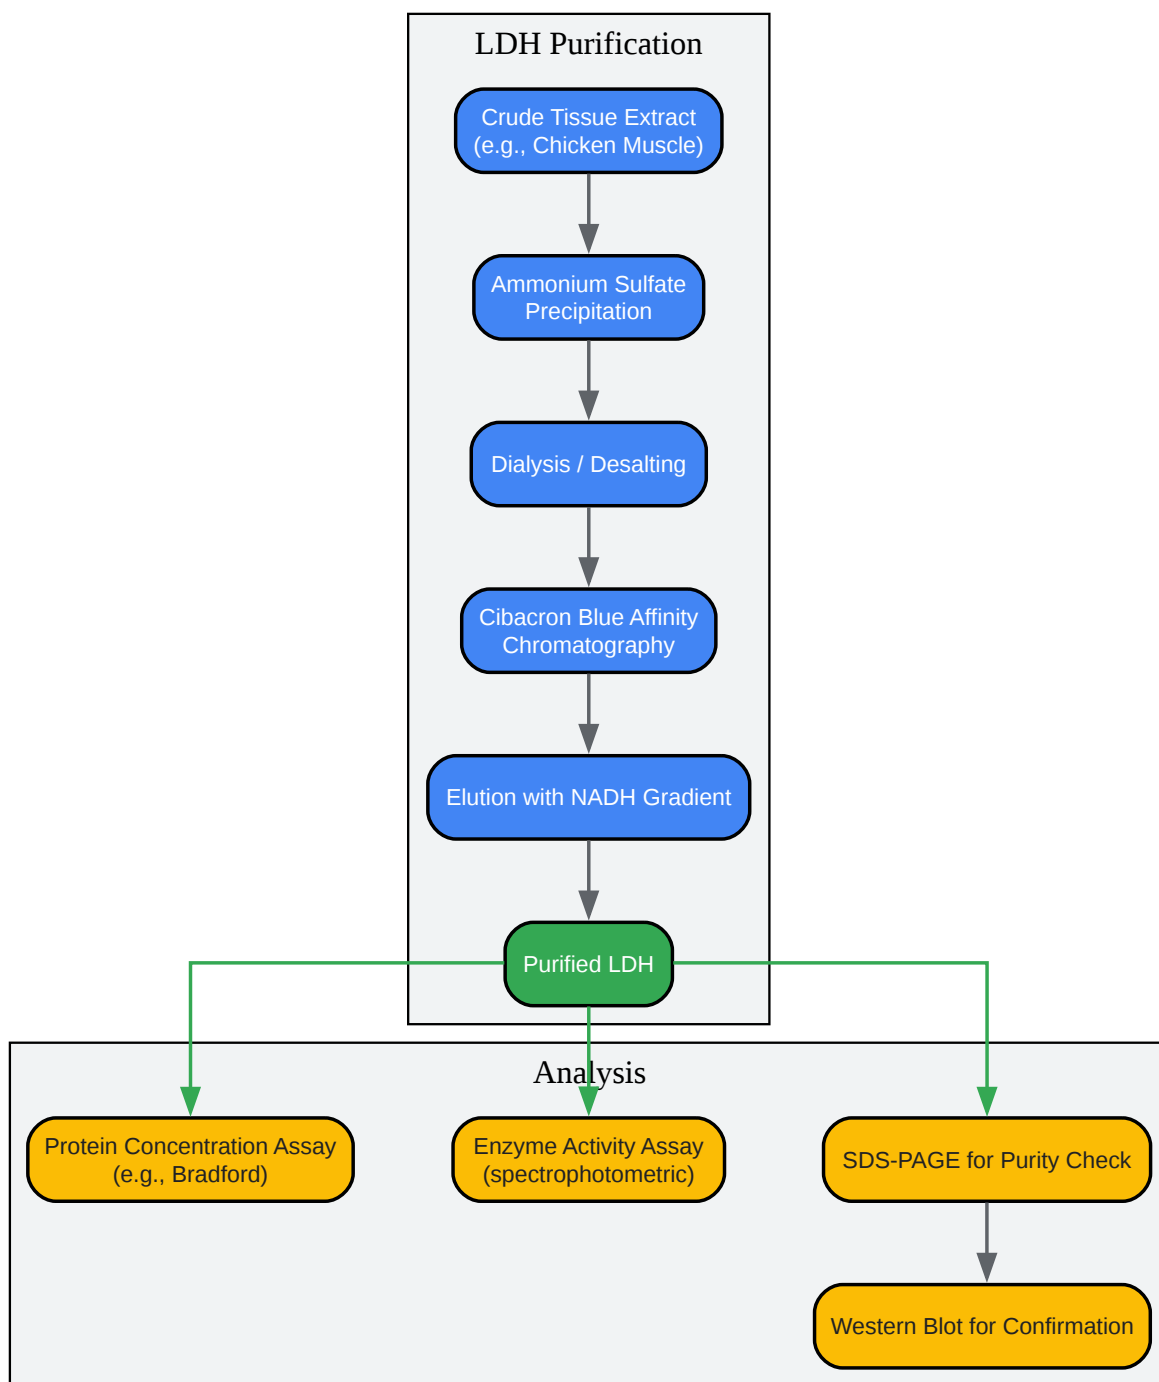 LDH Purification
Crude Tissue Extract
(e.g., Chicken Muscle)
Ammonium Sulfate
Precipitation
Dialysis / Desalting
Cibacron Blue Affinity
Chromatography
Elution with NADH Gradient
Purified LDH
Analysis
Protein Concentration Assay
(e.g., Bradford)
Enzyme Activity Assay
(spectrophotometric)
SDS-PAGE for Purity Check
Western Blot for Confirmation